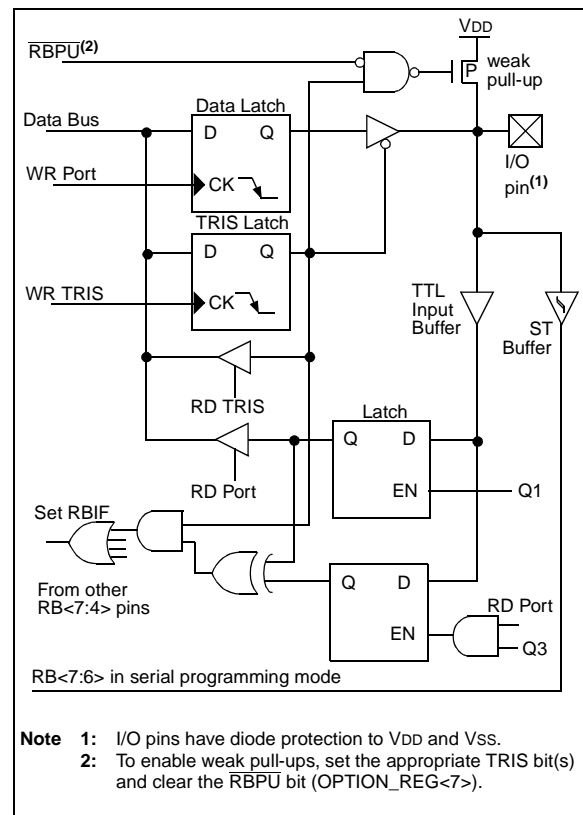 VDD
RBPU(2)
P
weak
pull-up
Data Latch
Data Bus
D Q
I/O
pin(1)
WR Port
CK
TRIS Latch
D Q
WR TRIS
CK
TTL
Input
Buffer
ST
Buffer
RD TRIS
Latch
Q D
RD Port
EN
Q1
Set RBIF
From other
RB<7:4> pins
Q D
RD Port
EN
Q3
RB<7:6> in serial programming mode
Note 1: I/O pins have diode protection to VDD and VSS.
2: To enable weak pull-ups, set the appropriate TRIS bit(s)
and clear the RBPU bit (OPTION_REG<7>).